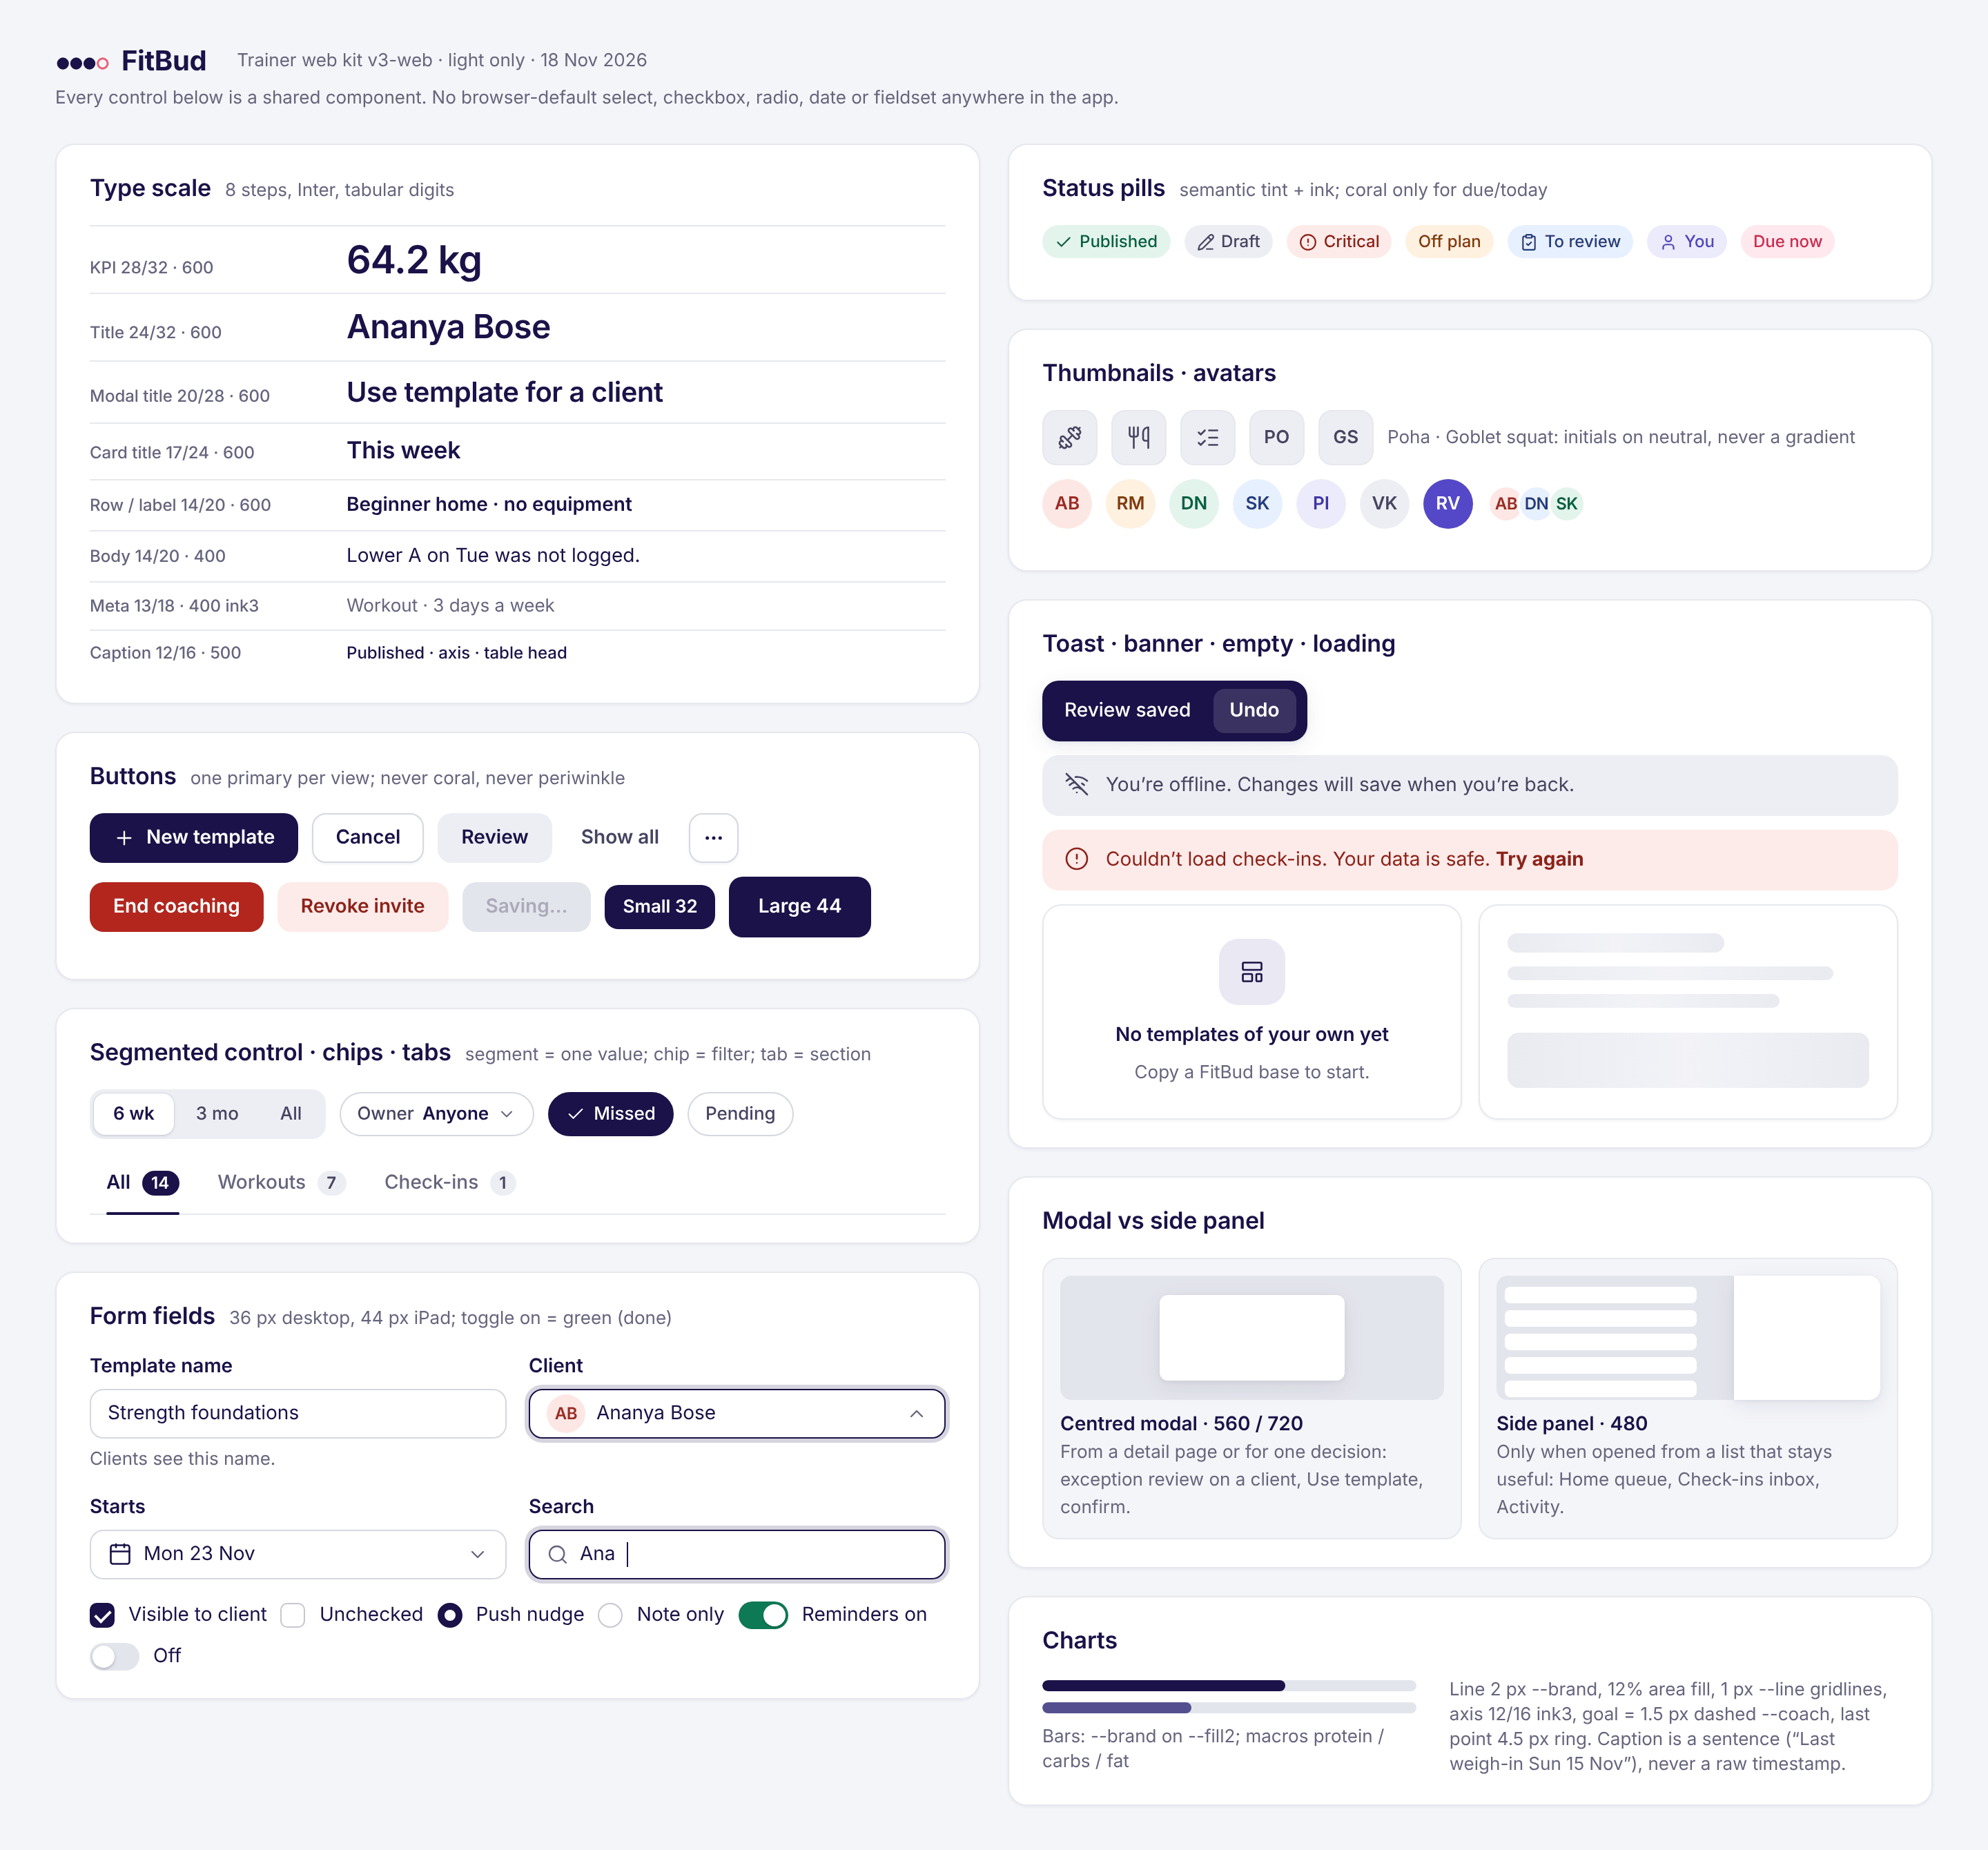 FitBud Trainer web kit v3-web · light only · 18 Nov 2026
Every control below is a shared component. No browser-default select, checkbox, radio, date or fieldset anywhere in the app.
Type scale 8 steps, Inter, tabular digits
KPI 28/32 · 600 64.2 kg
Title 24/32 · 600 Ananya Bose
Modal title 20/28 · 600 Use template for a client
Card title 17/24 · 600 This week
Row / label 14/20 · 600 Beginner home · no equipment
Body 14/20 · 400 Lower A on Tue was not logged.
Meta 13/18 · 400 ink3 Workout · 3 days a week
Caption 12/16 · 500 Published · axis · table head
Buttons one primary per view; never coral, never periwinkle
New template Cancel Review Show all
End coaching Revoke invite Saving… Small 32 Large 44
Segmented control · chips · tabs segment = one value; chip = filter; tab = section
6 wk 3 mo All Owner Anyone Missed Pending
All 14 Workouts 7 Check-ins 1
Form fields 36 px desktop, 44 px iPad; toggle on = green (done)
Template name Client
Strength foundations AB Ananya Bose
Clients see this name.
Starts Search
Mon 23 Nov Ana
Visible to client Unchecked Push nudge Note only Reminders on
Off
Status pills semantic tint + ink; coral only for due/today
Published Draft Critical Off plan To review You Due now
Thumbnails · avatars
PO GS Poha · Goblet squat: initials on neutral, never a gradient
AB RM DN SK PI VK RV AB DN SK
Toast · banner · empty · loading
Review saved Undo
You’re offline. Changes will save when you’re back.
Couldn’t load check-ins. Your data is safe. Try again
No templates of your own yet
Copy a FitBud base to start.
Modal vs side panel
Centred modal · 560 / 720
From a detail page or for one decision:
exception review on a client, Use template,
confirm.
Side panel · 480
Only when opened from a list that stays
useful: Home queue, Check-ins inbox,
Activity.
Charts
Bars: --brand on --fill2; macros protein /
carbs / fat
Line 2 px --brand, 12% area fill, 1 px --line gridlines,
axis 12/16 ink3, goal = 1.5 px dashed --coach, last
point 4.5 px ring. Caption is a sentence (“Last
weigh-in Sun 15 Nov”), never a raw timestamp.